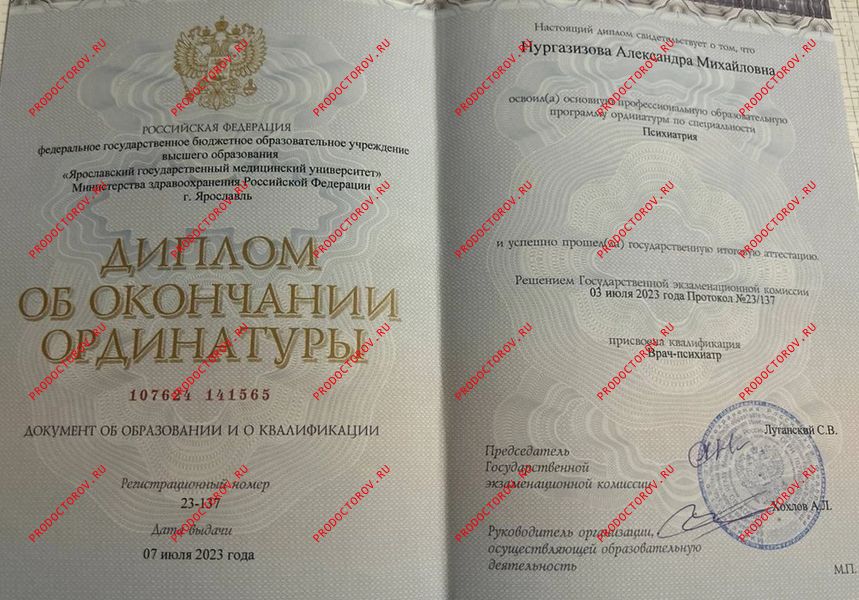 РОССИЙСКАЯ ФЕДЕРАЦИЯ
федеральное государственное бюджетное образовательное учреждение
высшего образования
«Ярославский государственный медицинский университет»
Министерства здравоохранения Российской Федерации
г. Ярославль
ДИПЛОМ
ОБ ОКОНЧАНИИ
ОРДИНАТУРЫ
107624 141565
ДОКУМЕНТ ОБ ОБРАЗОВАНИИ И О КВАЛИФИКАЦИИ
Регистрационный номер
23-137
Дата выдачи
07 июля 2023 года
Настоящий диплом свидетельствует о том, что
Нургазизова Александра Михайловна
освоил(а) основную профессиональную образовательную
программу ординатуры по специальности
Психиатрия
и успешно прошел(ла) государственную итоговую аттестацию.
Решением Государственной экзаменационной комиссии
03 июля 2023 года Протокол №23/137
присвоена квалификация
Врач-психиатр
Председатель
Государственной
экзаменационной комиссии
Луганский С.В.
Руководитель организации,
осуществляющей образовательную
деятельность
Хохлов А.Л.
М.П.
PRODOCTOROV.RU